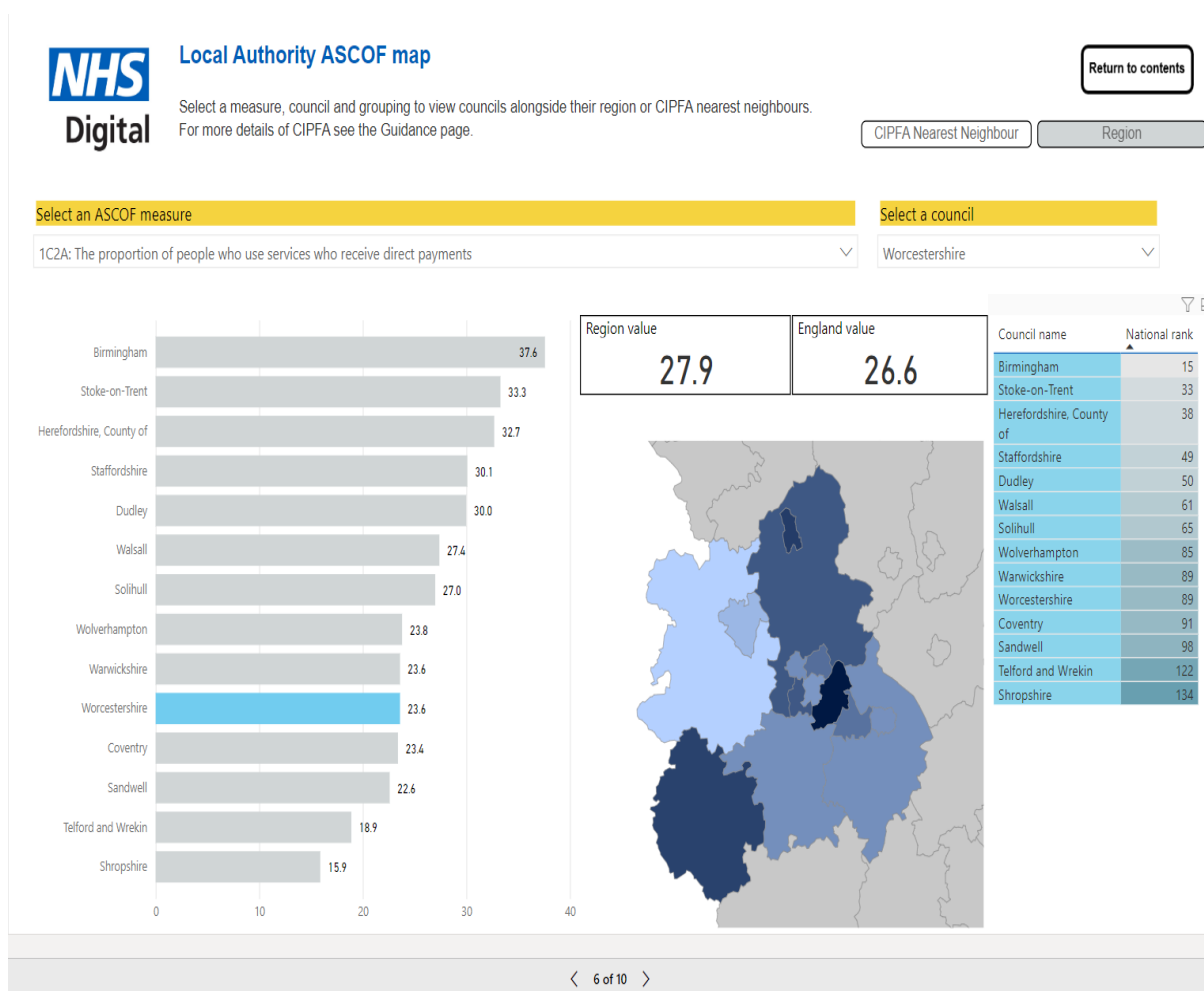 NHS
Digital
Local Authority ASCOF map
Select a measure, council and grouping to view councils alongside their region or CIPFA nearest neighbours.
For more details of CIPFA see the Guidance page.
Return to contents
CIPFA Nearest Neighbour
Region
Select an ASCOF measure
Select a council
1C2A: The proportion of people who use services who receive direct payments
Worcestershire
Birmingham 37.6
Stoke-on-Trent 33.3
Herefordshire, County of 32.7
Staffordshire 30.1
Dudley 30.0
Walsall 27.4
Solihull 27.0
Wolverhampton 23.8
Warwickshire 23.6
Worcestershire 23.6
Coventry 23.4
Sandwell 22.6
Telford and Wrekin 18.9
Shropshire 15.9
0 10 20 30 40
Region value
27.9
England value
26.6
Council name National rank
Birmingham 15
Stoke-on-Trent 33
Herefordshire, County 38
of
Staffordshire 49
Dudley 50
Walsall 61
Solihull 65
Wolverhampton 85
Warwickshire 89
Worcestershire 89
Coventry 91
Sandwell 98
Telford and Wrekin 122
Shropshire 134
6 of 10